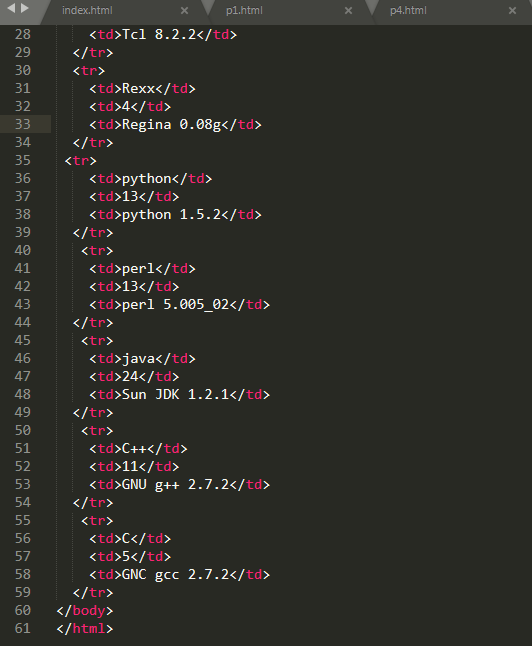 index.html × p1.html × p4.html ×
28 <td>Tcl 8.2.2</td>
29 </tr>
30 <tr>
31 <td>Rexx</td>
32 <td>4</td>
33 <td>Regina 0.08g</td>
34 </tr>
35 <tr>
36 <td>python</td>
37 <td>13</td>
38 <td>python 1.5.2</td>
39 </tr>
40 <tr>
41 <td>perl</td>
42 <td>13</td>
43 <td>perl 5.005_02</td>
44 </tr>
45 <tr>
46 <td>java</td>
47 <td>24</td>
48 <td>Sun JDK 1.2.1</td>
49 </tr>
50 <tr>
51 <td>C++</td>
52 <td>11</td>
53 <td>GNU g++ 2.7.2</td>
54 </tr>
55 <tr>
56 <td>C</td>
57 <td>5</td>
58 <td>GNC gcc 2.7.2</td>
59 </tr>
60 </body>
61 </html>